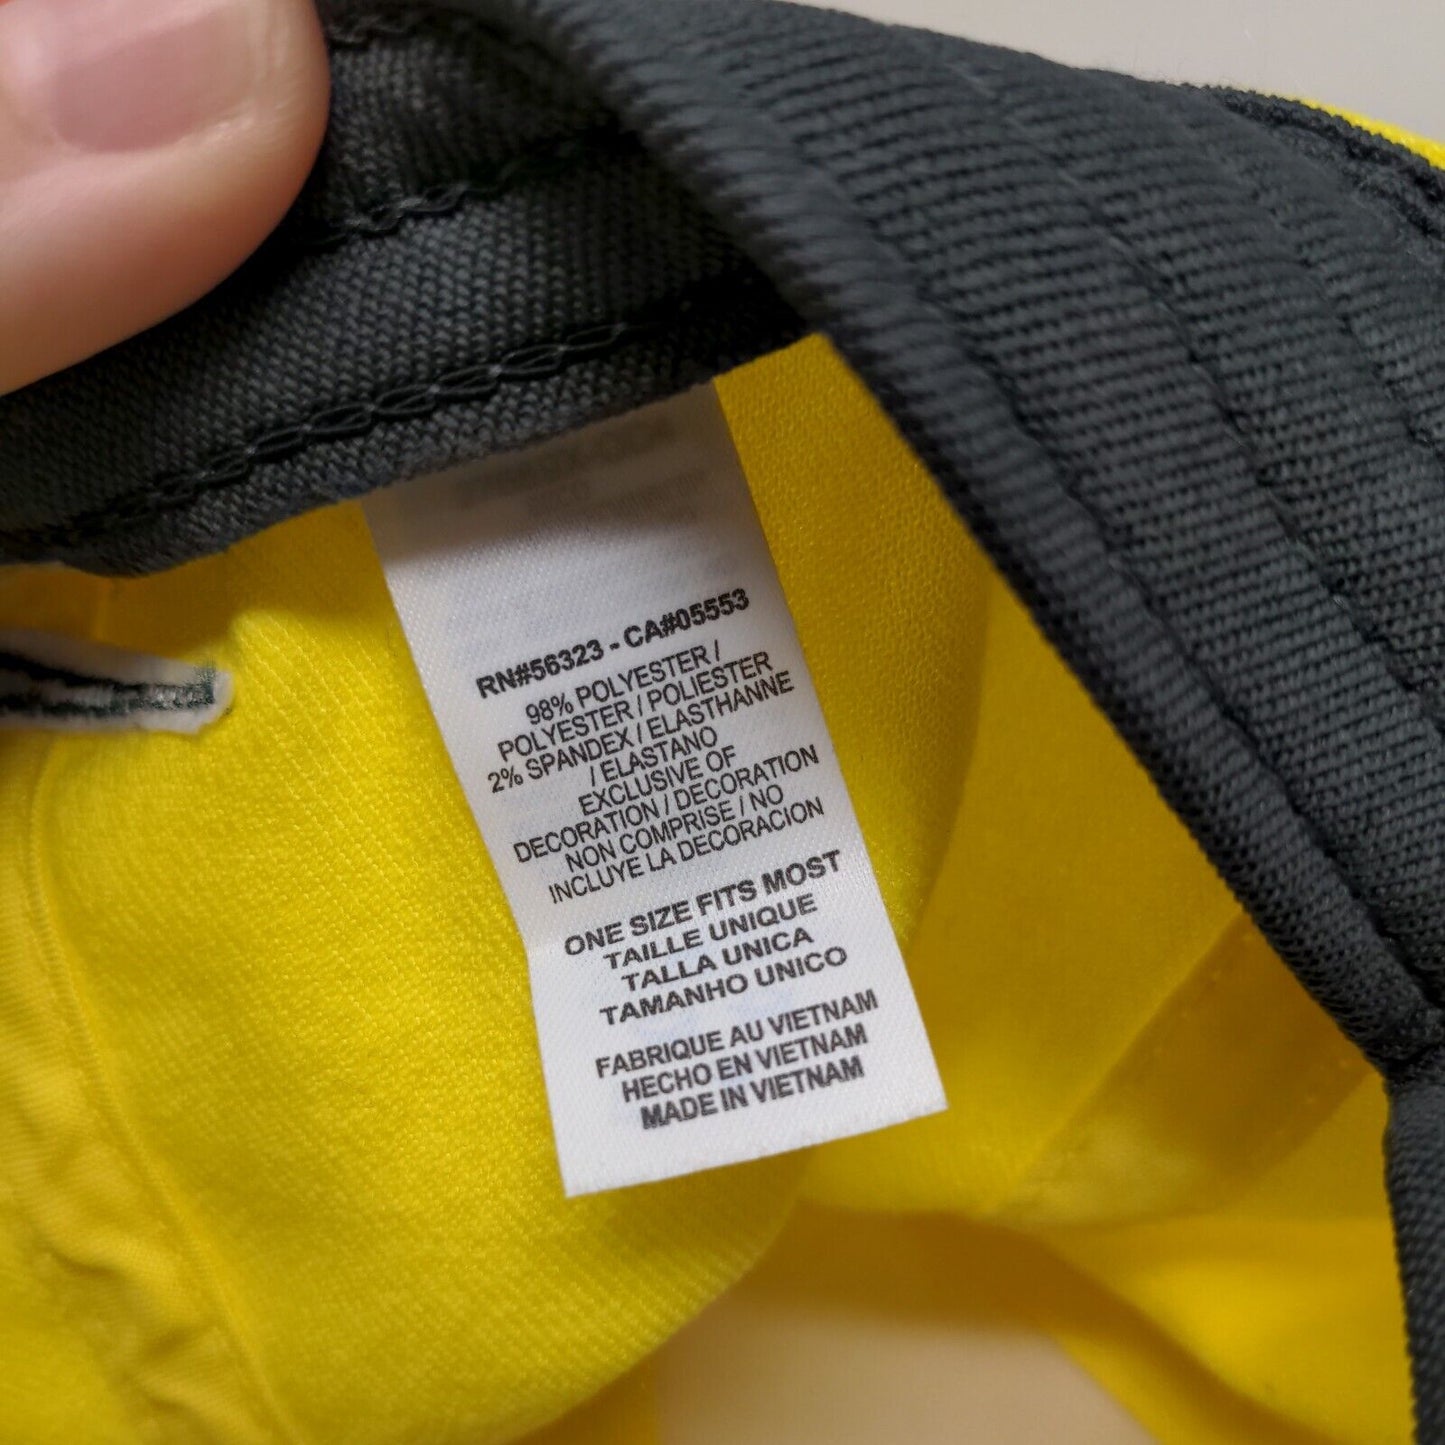 RN#56323 - CA#05553
98% POLYESTER /
POLYESTER / POLIESTER
2% SPANDEX / ELASTHANNE
/ ELASTANO
EXCLUSIVE OF
DECORATION / DECORATION
NON COMPRISE / NO
INCLUYE LA DECORACION
ONE SIZE FITS MOST
TAILLE UNIQUE
TALLA UNICA
TAMANHO UNICO
FABRIQUE AU VIETNAM
HECHO EN VIETNAM
MADE IN VIETNAM